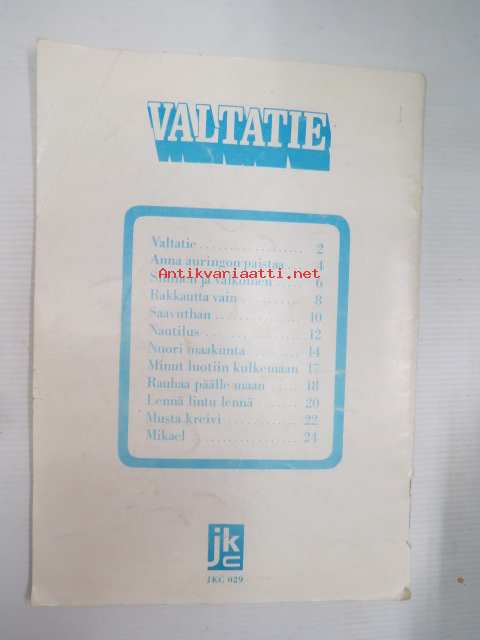 VALTATIE
Valtatie .................... 2
Anna auringon paistaa ..... 4
Antikvariaatti.net
Sininen ja valkoinen ..... 6
Rakkautta vain ........... 8
Saavuthan ................ 10
Nautilus .................. 12
Nuori maakunta .......... 14
Minut luotiin kulkemaan 17
Rauhaa päälle maan ..... 18
Lennä lintu lennä ...... 20
Musta kreivi ............. 22
Mikael ................... 24
jkc
JKC 029